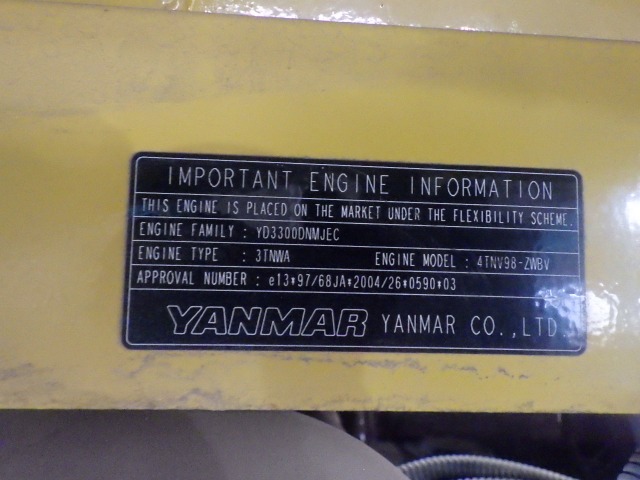 IMPORTANT ENGINE INFORMATION
THIS ENGINE IS PLACED ON THE MARKET UNDER THE FLEXIBILITY SCHEME.
ENGINE FAMILY : YD3300DNMJEC
ENGINE TYPE : 3TNWA ENGINE MODEL : 4TNV98-ZWBV
APPROVAL NUMBER : e13*97/68JA*2004/26*0590*03
YANMAR YANMAR CO.,LTD.